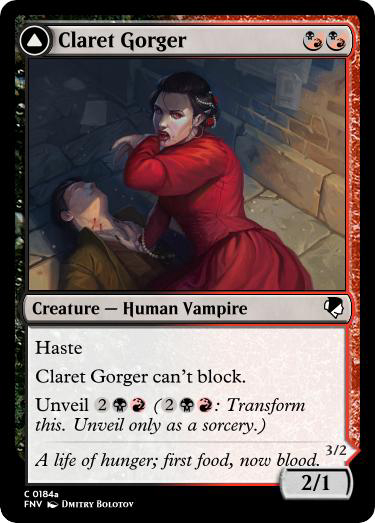 Claret Gorger
Creature — Human Vampire
Haste
Claret Gorger can't block.
Unveil 2 ( 2 : Transform
this. Unveil only as a sorcery.)
A life of hunger; first food, now blood.
3/2
2/1
C 0184a
FNV Dmitry Bolotov